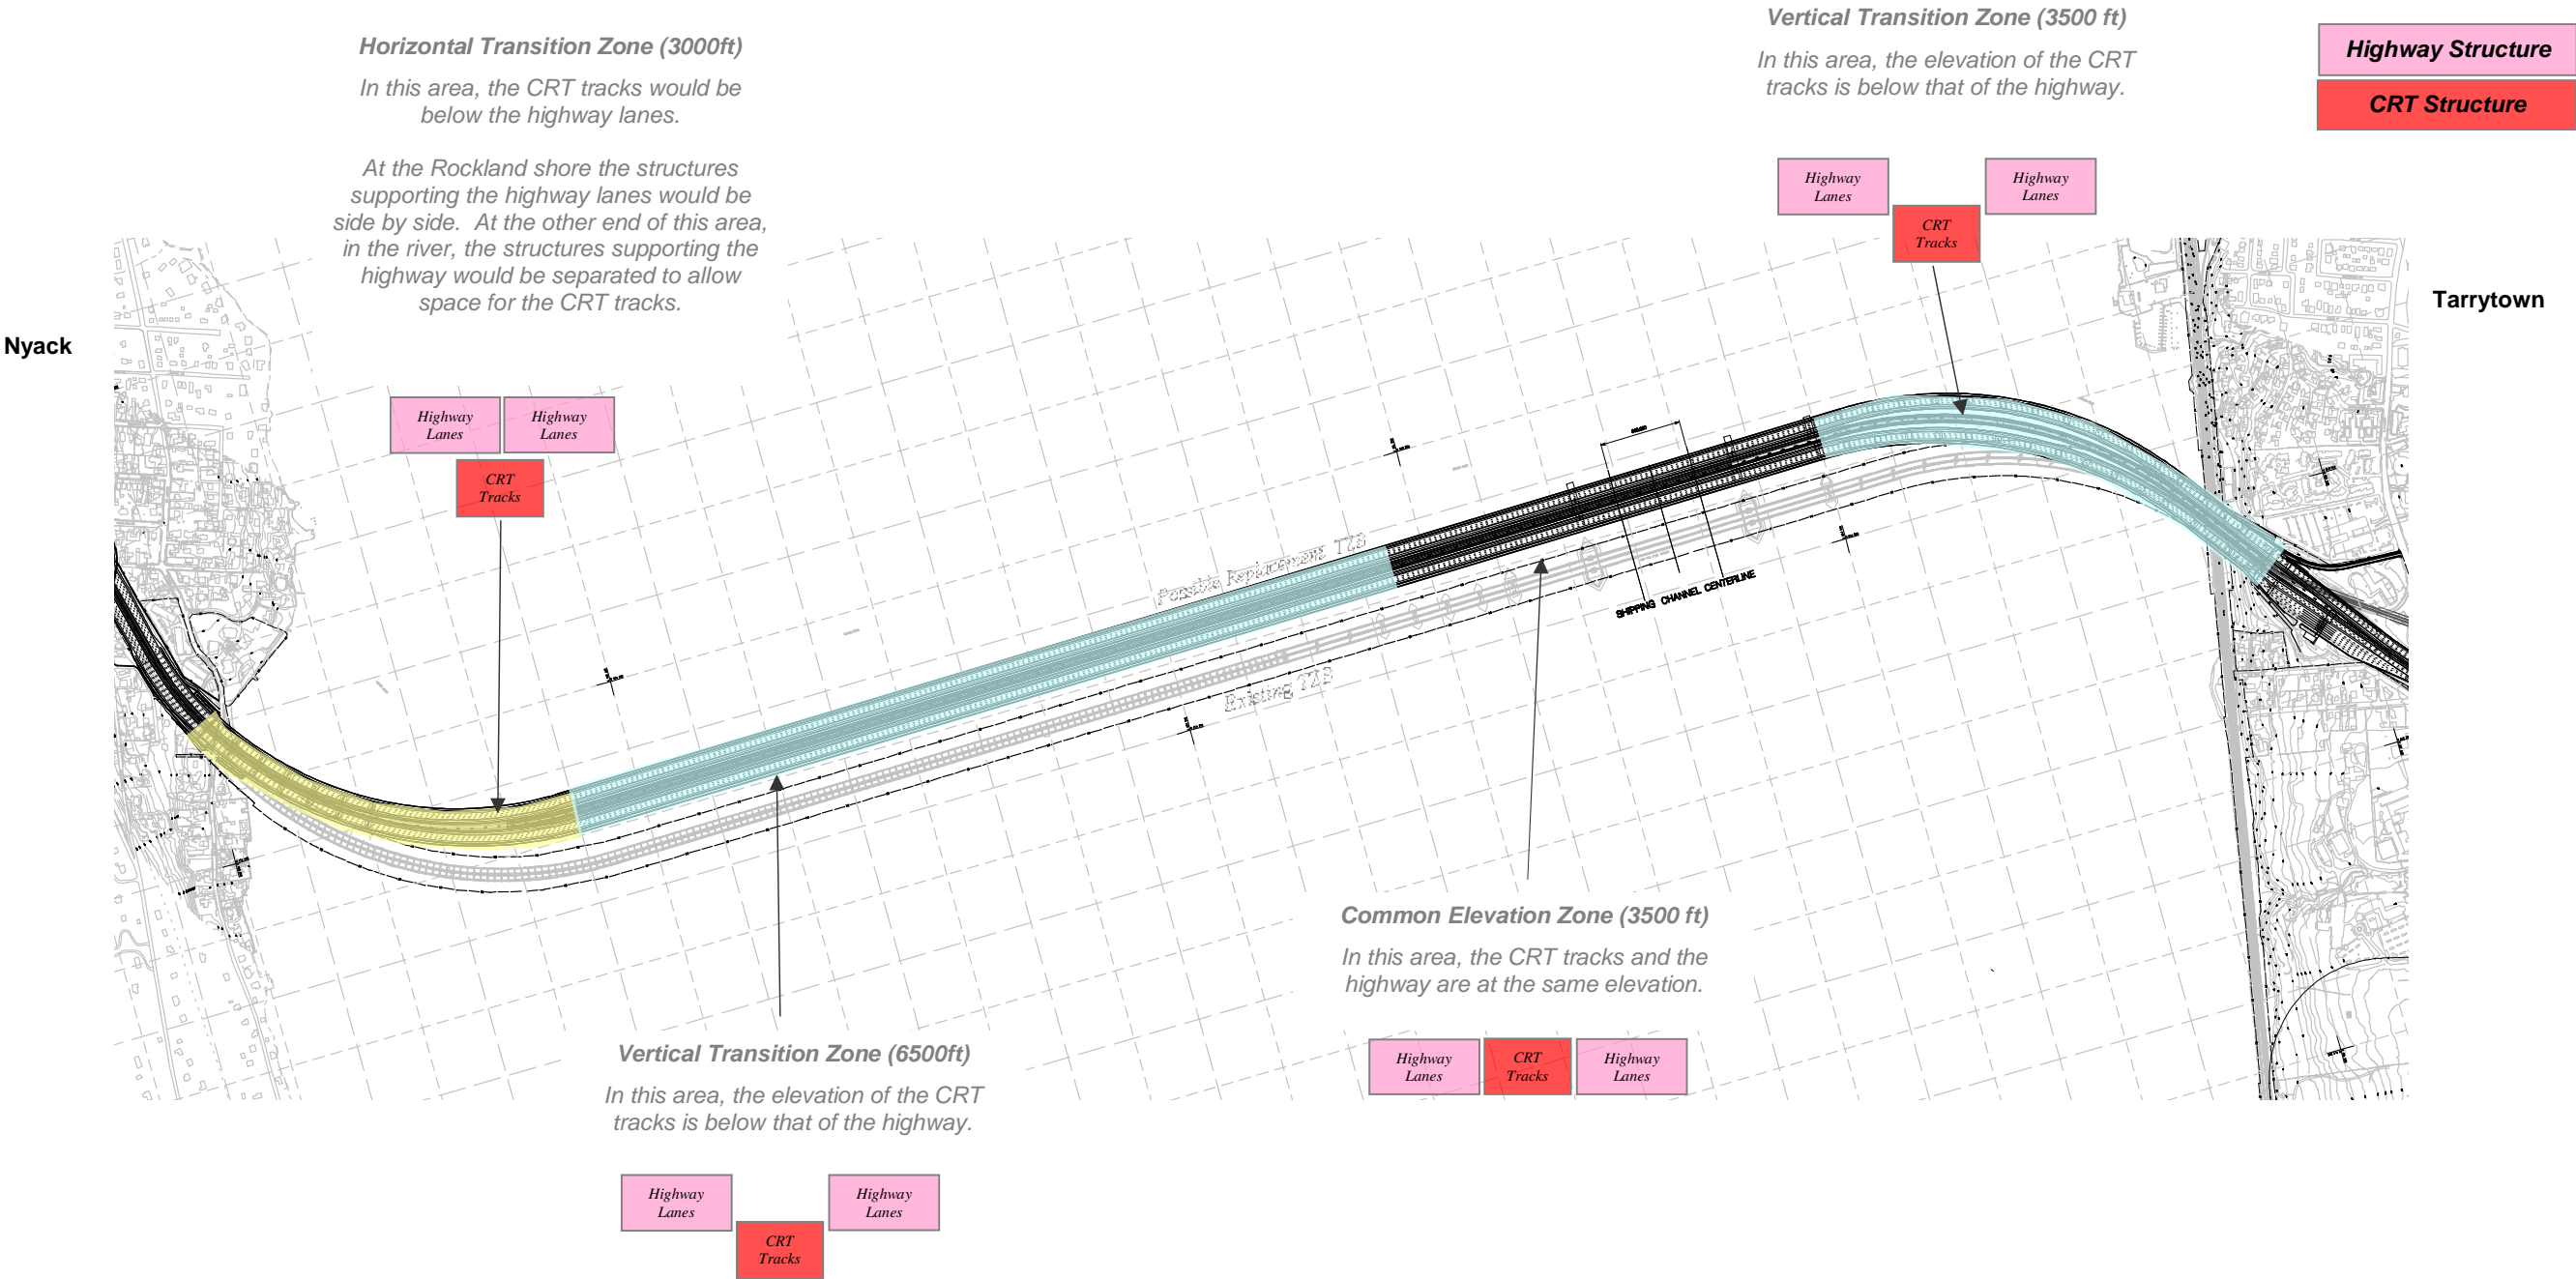 Vertical Transition Zone (3500 ft)
In this area, the elevation of the CRT
tracks is below that of the highway.
Highway Structure
CRT Structure
Horizontal Transition Zone (3000ft)
In this area, the CRT tracks would be
below the highway lanes.
At the Rockland shore the structures
supporting the highway lanes would be
side by side. At the other end of this area,
in the river, the structures supporting the
highway would be separated to allow
space for the CRT tracks.
Highway
Lanes
Highway
Lanes
CRT
Tracks
Tarrytown
Nyack
Highway
Lanes
Highway
Lanes
CRT
Tracks
Possible Replacement TZB
SHIPPING CHANNEL CENTERLINE
Existing TZB
Common Elevation Zone (3500 ft)
In this area, the CRT tracks and the
highway are at the same elevation.
Highway
Lanes
CRT
Tracks
Highway
Lanes
Vertical Transition Zone (6500ft)
In this area, the elevation of the CRT
tracks is below that of the highway.
Highway
Lanes
Highway
Lanes
CRT
Tracks